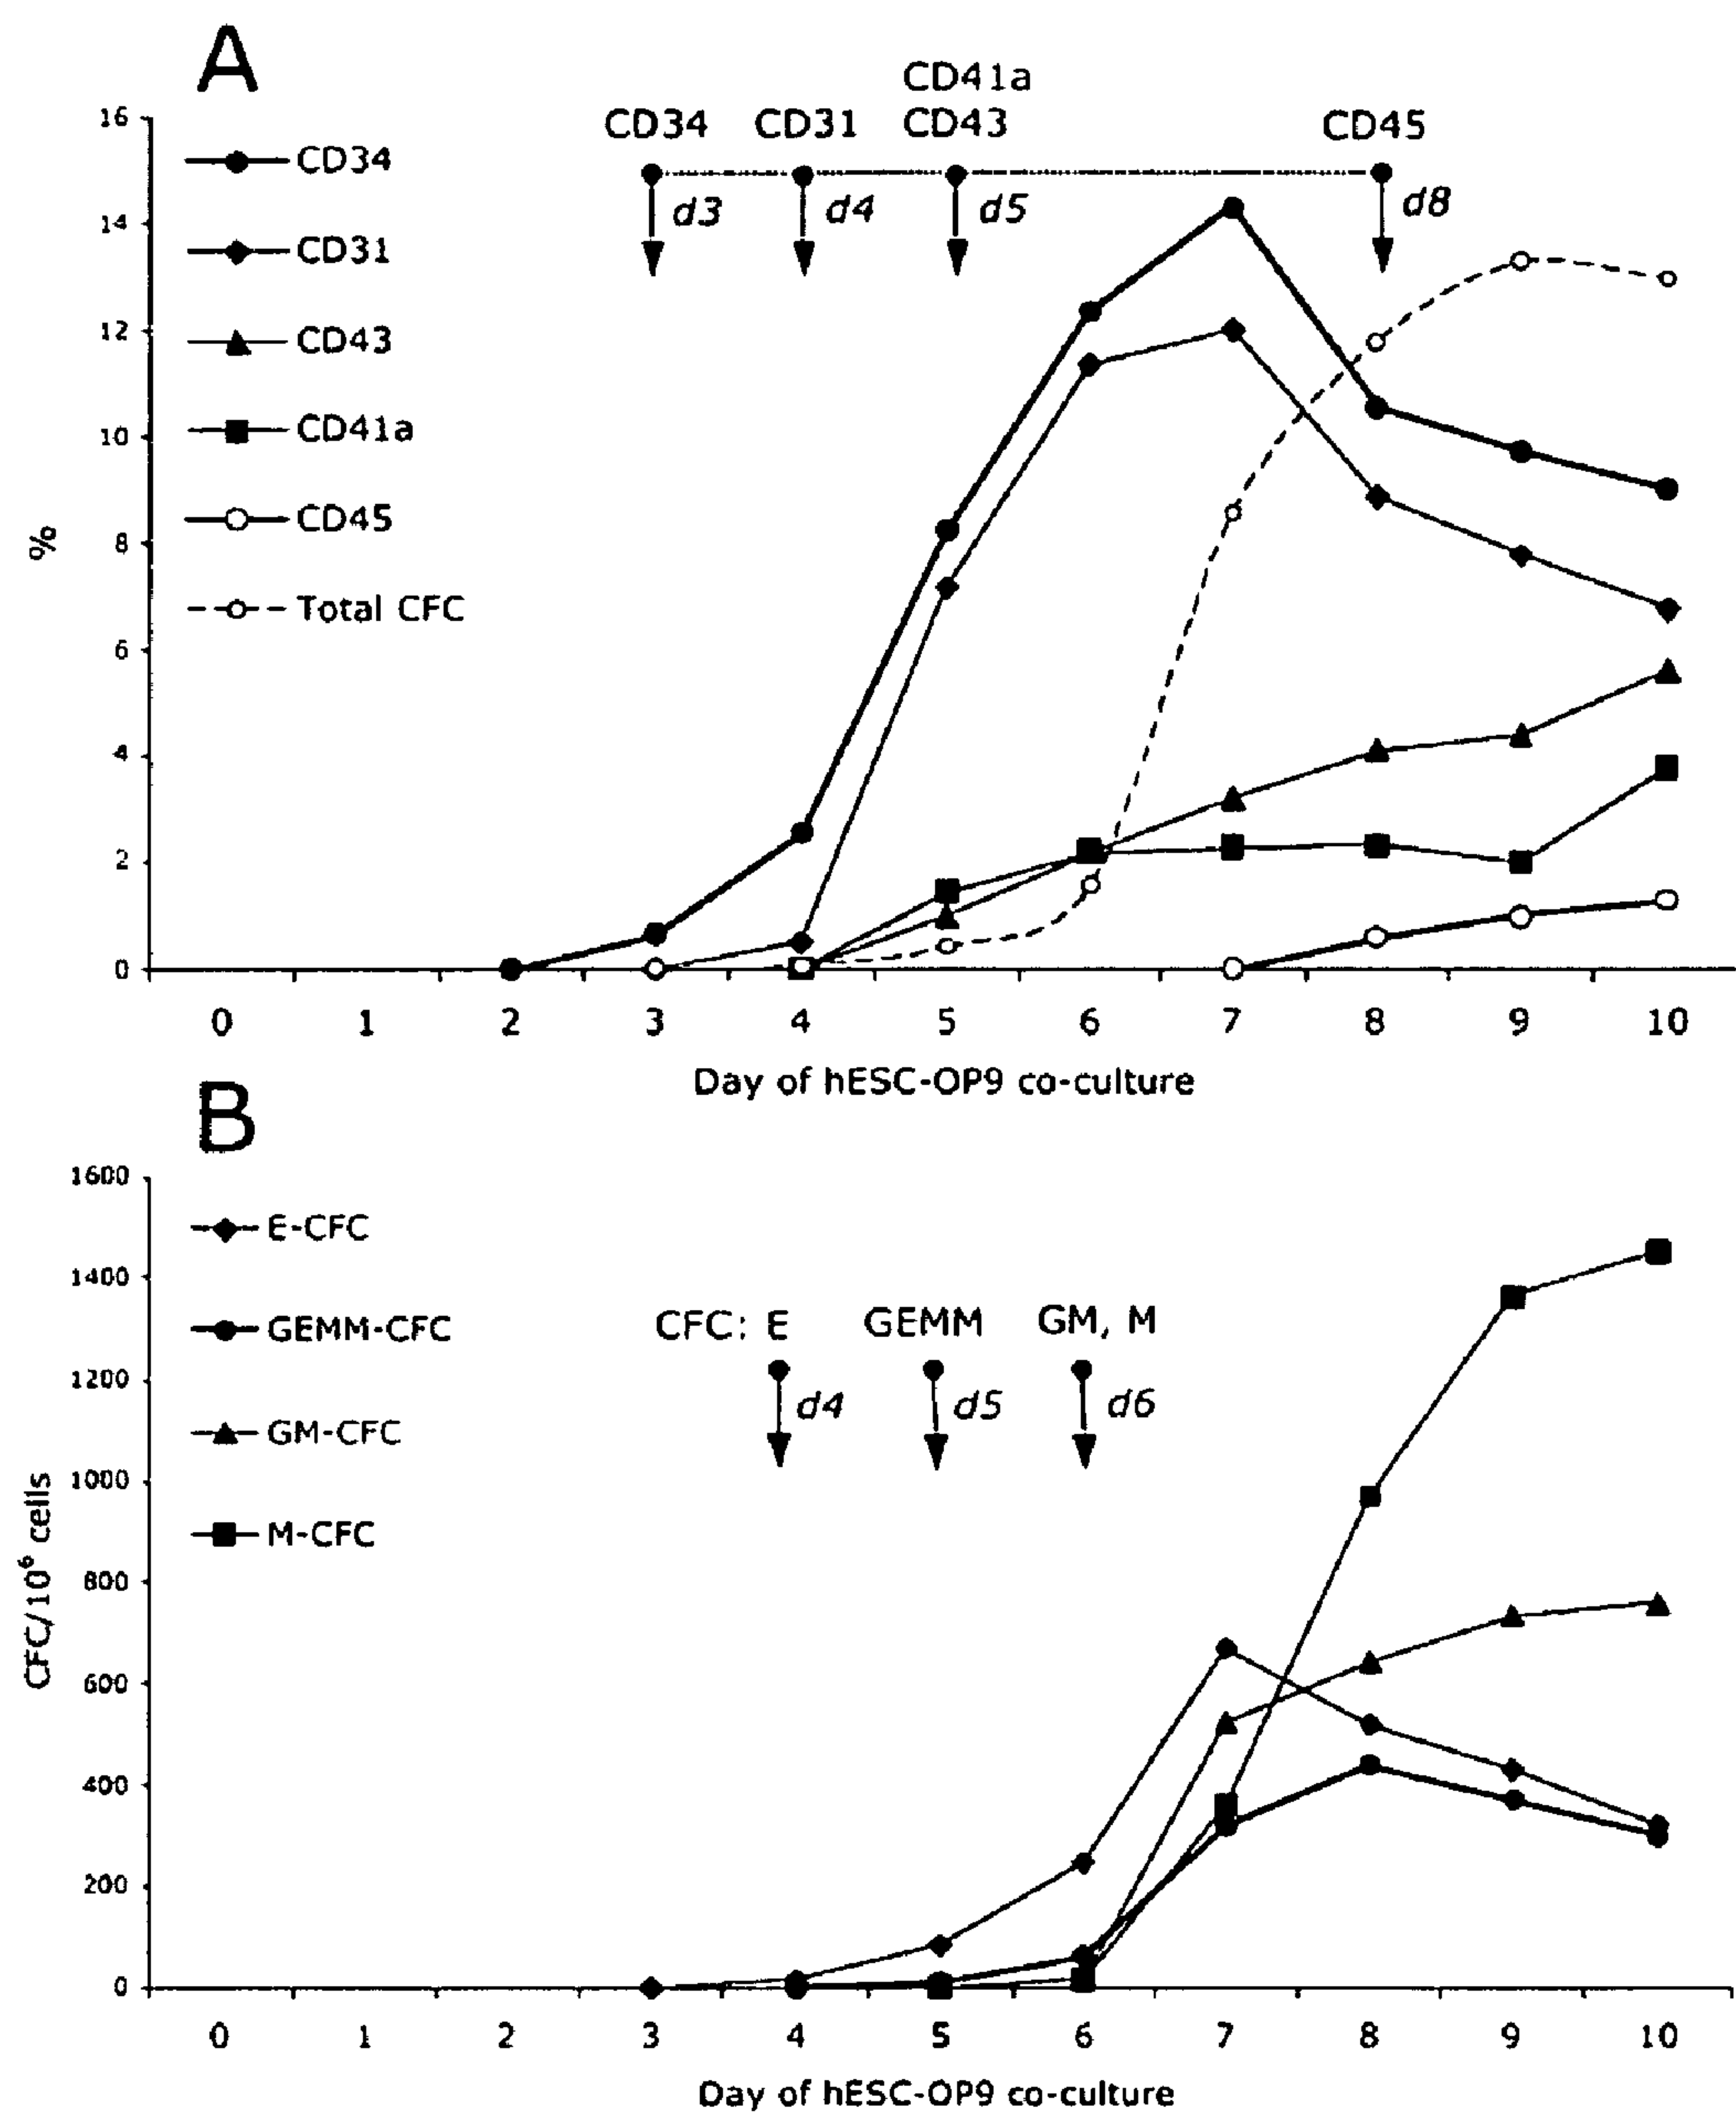 A
CD41a
CD34 CD31 CD43 CD45
d3 d4 d5 d8
CD34
CD31
CD43
CD41a
CD45
Total CFC
16
14
12
10
8
6
4
2
0
%
0 1 2 3 4 5 6 7 8 9 10
Day of hESC-OP9 co-culture
B
E-CFC
GEMM-CFC
GM-CFC
M-CFC
CFC: E GEMM GM, M
d4 d5 d6
1600
1400
1200
1000
800
600
400
200
0
CFC/10⁶ cells
0 1 2 3 4 5 6 7 8 9 10
Day of hESC-OP9 co-culture